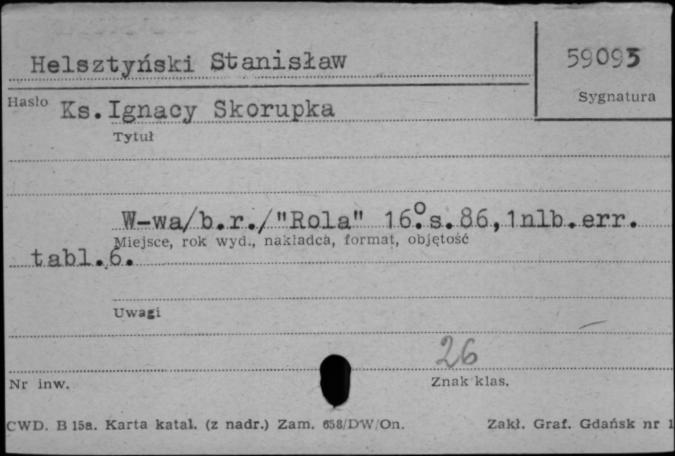 Helsztyński Stanisław
59095
Hasło
Sygnatura
Ks. Ignacy Skorupka
Tytuł
W-wa/b.r./"Rola" 16.° s.86,1nlb.err.
Miejsce, rok wyd., nakładca, format, objętość
tabl.6.
Uwagi
26
Nr inw.
Znak klas.
CWD. B 15a. Karta katal. (z nadr.) Zam. 658/DW/On.
Zakł. Graf. Gdańsk nr 1